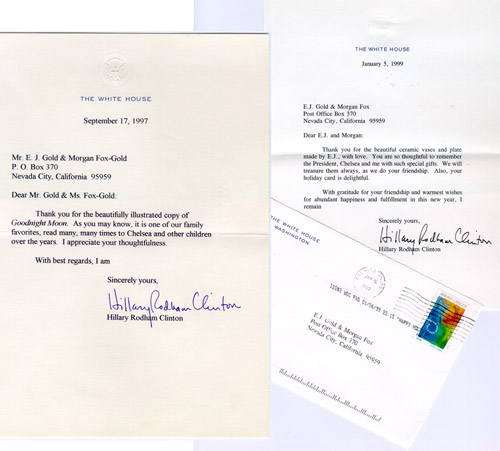 THE WHITE HOUSE
September 17, 1997
Mr. E. J. Gold & Morgan Fox-Gold
P. O. Box 370
Nevada City, California 95959
Dear Mr. Gold & Ms. Fox-Gold:
Thank you for the beautifully illustrated copy of
Goodnight Moon. As you may know, it is one of our family
favorites, read many, many times to Chelsea and other children
over the years. I appreciate your thoughtfulness.
With best regards, I am
Sincerely yours,
Hillary Rodham Clinton
Hillary Rodham Clinton
THE WHITE HOUSE
January 5, 1999
E.J. Gold & Morgan Fox
Post Office Box 370
Nevada City, California 95959
Dear E.J. and Morgan:
Thank you for the beautiful ceramic vases and plate
made by E.J., with love. You are so thoughtful to remember
the President, Chelsea and me with such special gifts. We will
treasure them always, as we do your friendship. Also, your
holiday card is delightful.
With gratitude for your friendship and warmest wishes
for abundant happiness and fulfillment in this new year, I
remain
Sincerely yours,
Hillary Rodham Clinton
Hillary Rodham Clinton
THE WHITE HOUSE
WASHINGTON
E.J. Gold & Morgan Fox
Post Office Box 370
Nevada City, California 95959